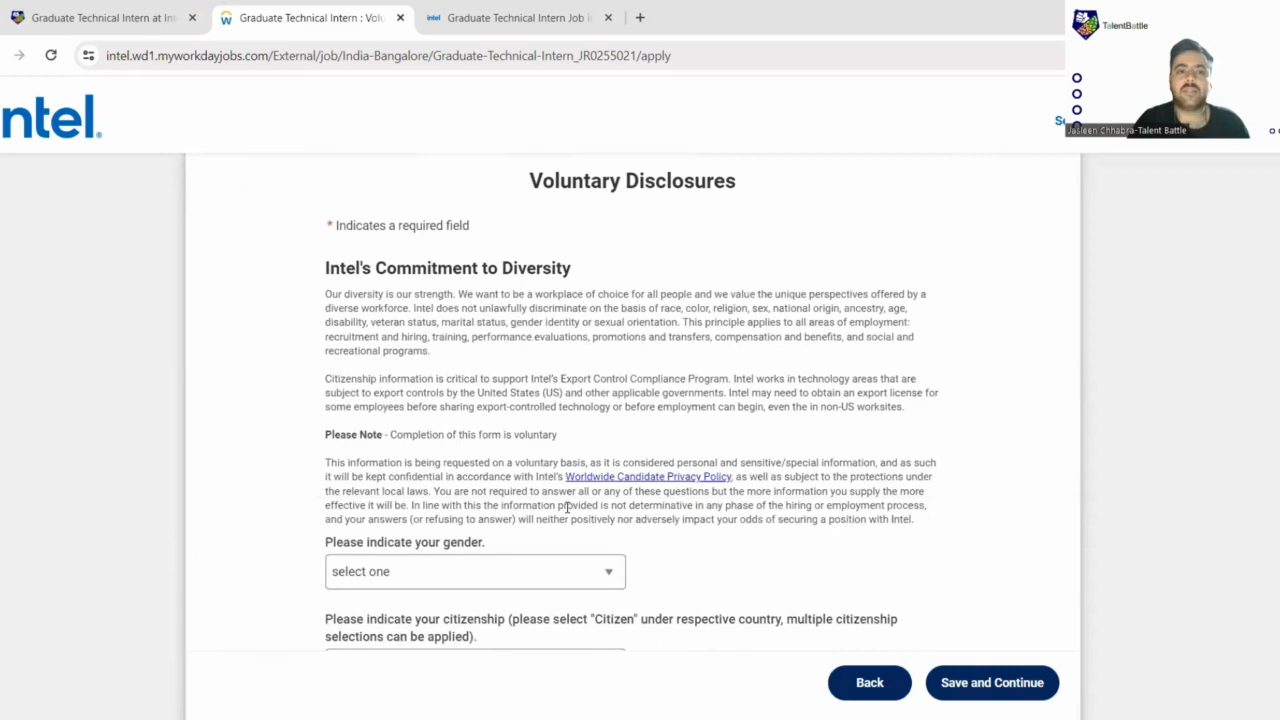 Graduate Technical Intern at Int
Graduate Technical Intern : Volu
intel Graduate Technical Intern Job i
TalentBattle
intel.wd1.myworkdayjobs.com/External/job/India-Bangalore/Graduate-Technical-Intern_JR0255021/apply
ntel.
Se
Jasleen Chhabra-Talent Battle
Voluntary Disclosures
* Indicates a required field
Intel's Commitment to Diversity
Our diversity is our strength. We want to be a workplace of choice for all people and we value the unique perspectives offered by a
diverse workforce. Intel does not unlawfully discriminate on the basis of race, color, religion, sex, national origin, ancestry, age,
disability, veteran status, marital status, gender identity or sexual orientation. This principle applies to all areas of employment:
recruitment and hiring, training, performance evaluations, promotions and transfers, compensation and benefits, and social and
recreational programs.
Citizenship information is critical to support Intel's Export Control Compliance Program. Intel works in technology areas that are
subject to export controls by the United States (US) and other applicable governments. Intel may need to obtain an export license for
some employees before sharing export-controlled technology or before employment can begin, even the in non-US worksites.
Please Note - Completion of this form is voluntary
This information is being requested on a voluntary basis, as it is considered personal and sensitive/special information, and as such
it will be kept confidential in accordance with Intel's Worldwide Candidate Privacy Policy, as well as subject to the protections under
the relevant local laws. You are not required to answer all or any of these questions but the more information you supply the more
effective it will be. In line with this the information provided is not determinative in any phase of the hiring or employment process,
and your answers (or refusing to answer) will neither positively nor adversely impact your odds of securing a position with Intel.
Please indicate your gender.
select one
Please indicate your citizenship (please select "Citizen" under respective country, multiple citizenship
selections can be applied).
Back
Save and Continue